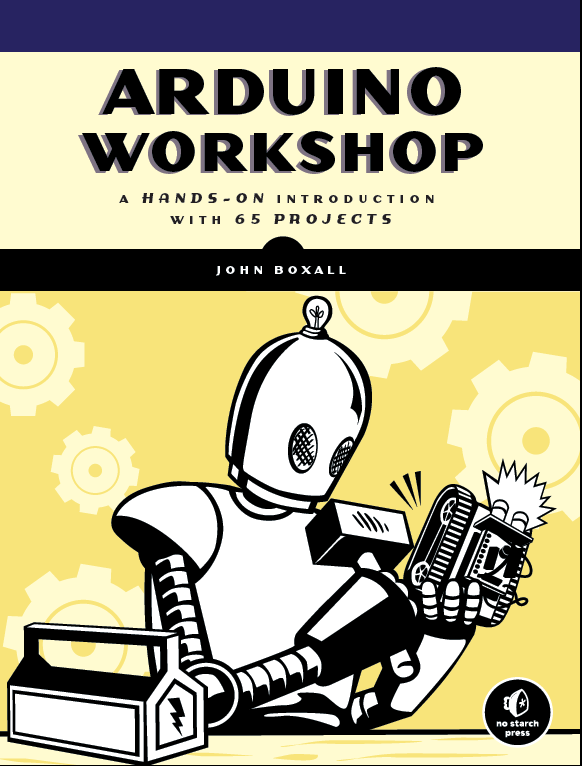 ARDUINO
WORKSHOP
A HANDS-ON INTRODUCTION
WITH 65 PROJECTS
JOHN BOXALL
no starch
press